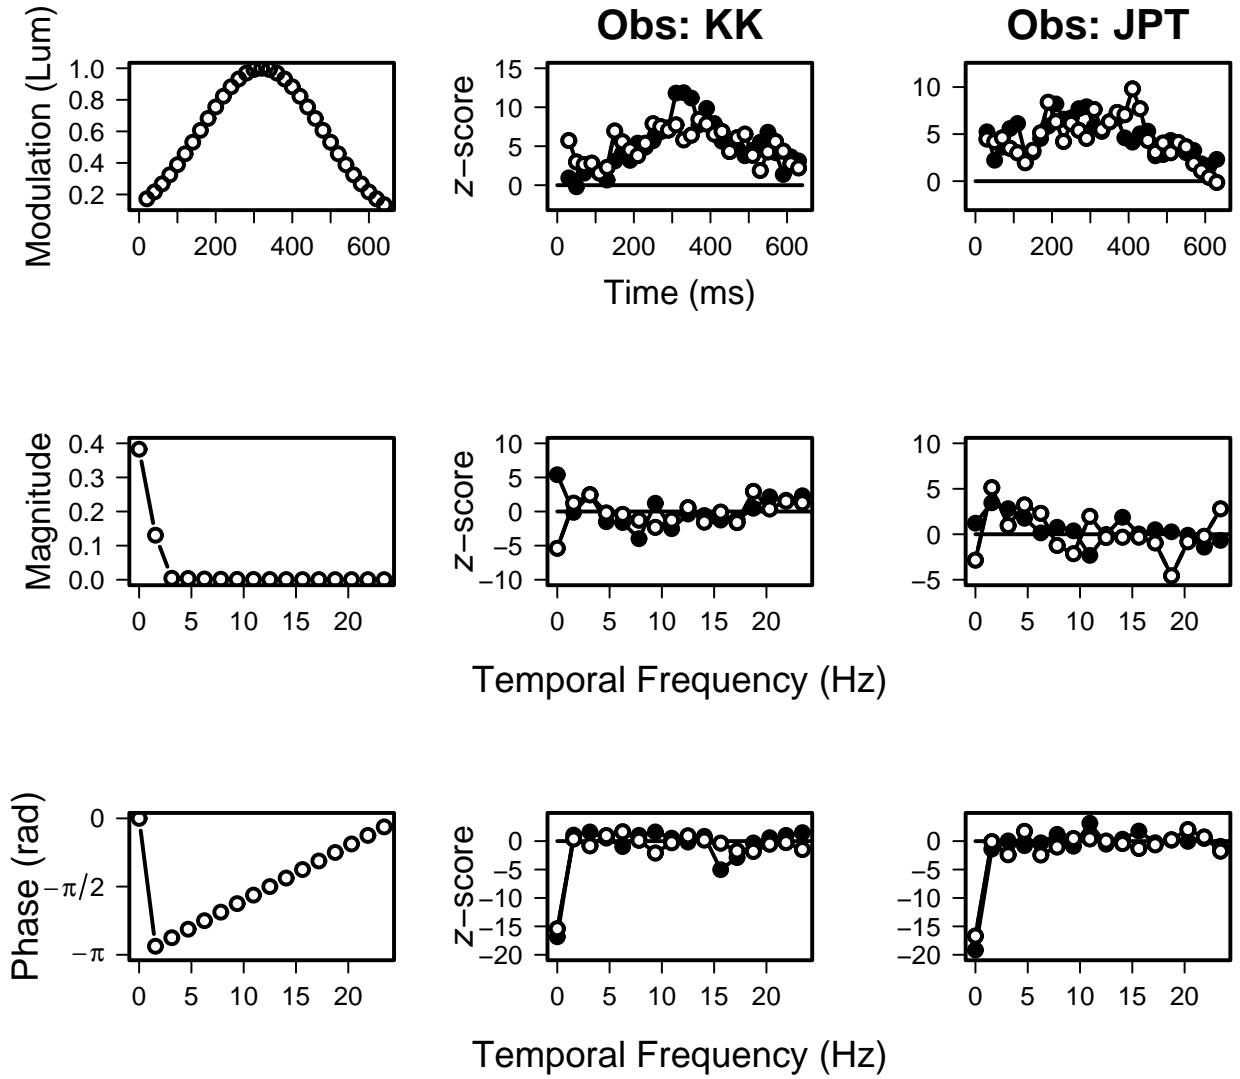 Obs: KK
Obs: JPT
Modulation (Lum)
1.0
0.8
0.6
0.4
0.2
0 200 400 600
z−score
15
10
5
0
0 200 400 600
Time (ms)
10
5
0
0 200 400 600
Magnitude
0.4
0.3
0.2
0.1
0.0
0 5 10 15 20
z−score
10
5
0
−5
−10
0 5 10 15 20
10
5
0
−5
0 5 10 15 20
Temporal Frequency (Hz)
Phase (rad)
0
−π/2
−π
0 5 10 15 20
z−score
0
−5
−10
−15
−20
0 5 10 15 20
0
−5
−10
−15
−20
0 5 10 15 20
Temporal Frequency (Hz)